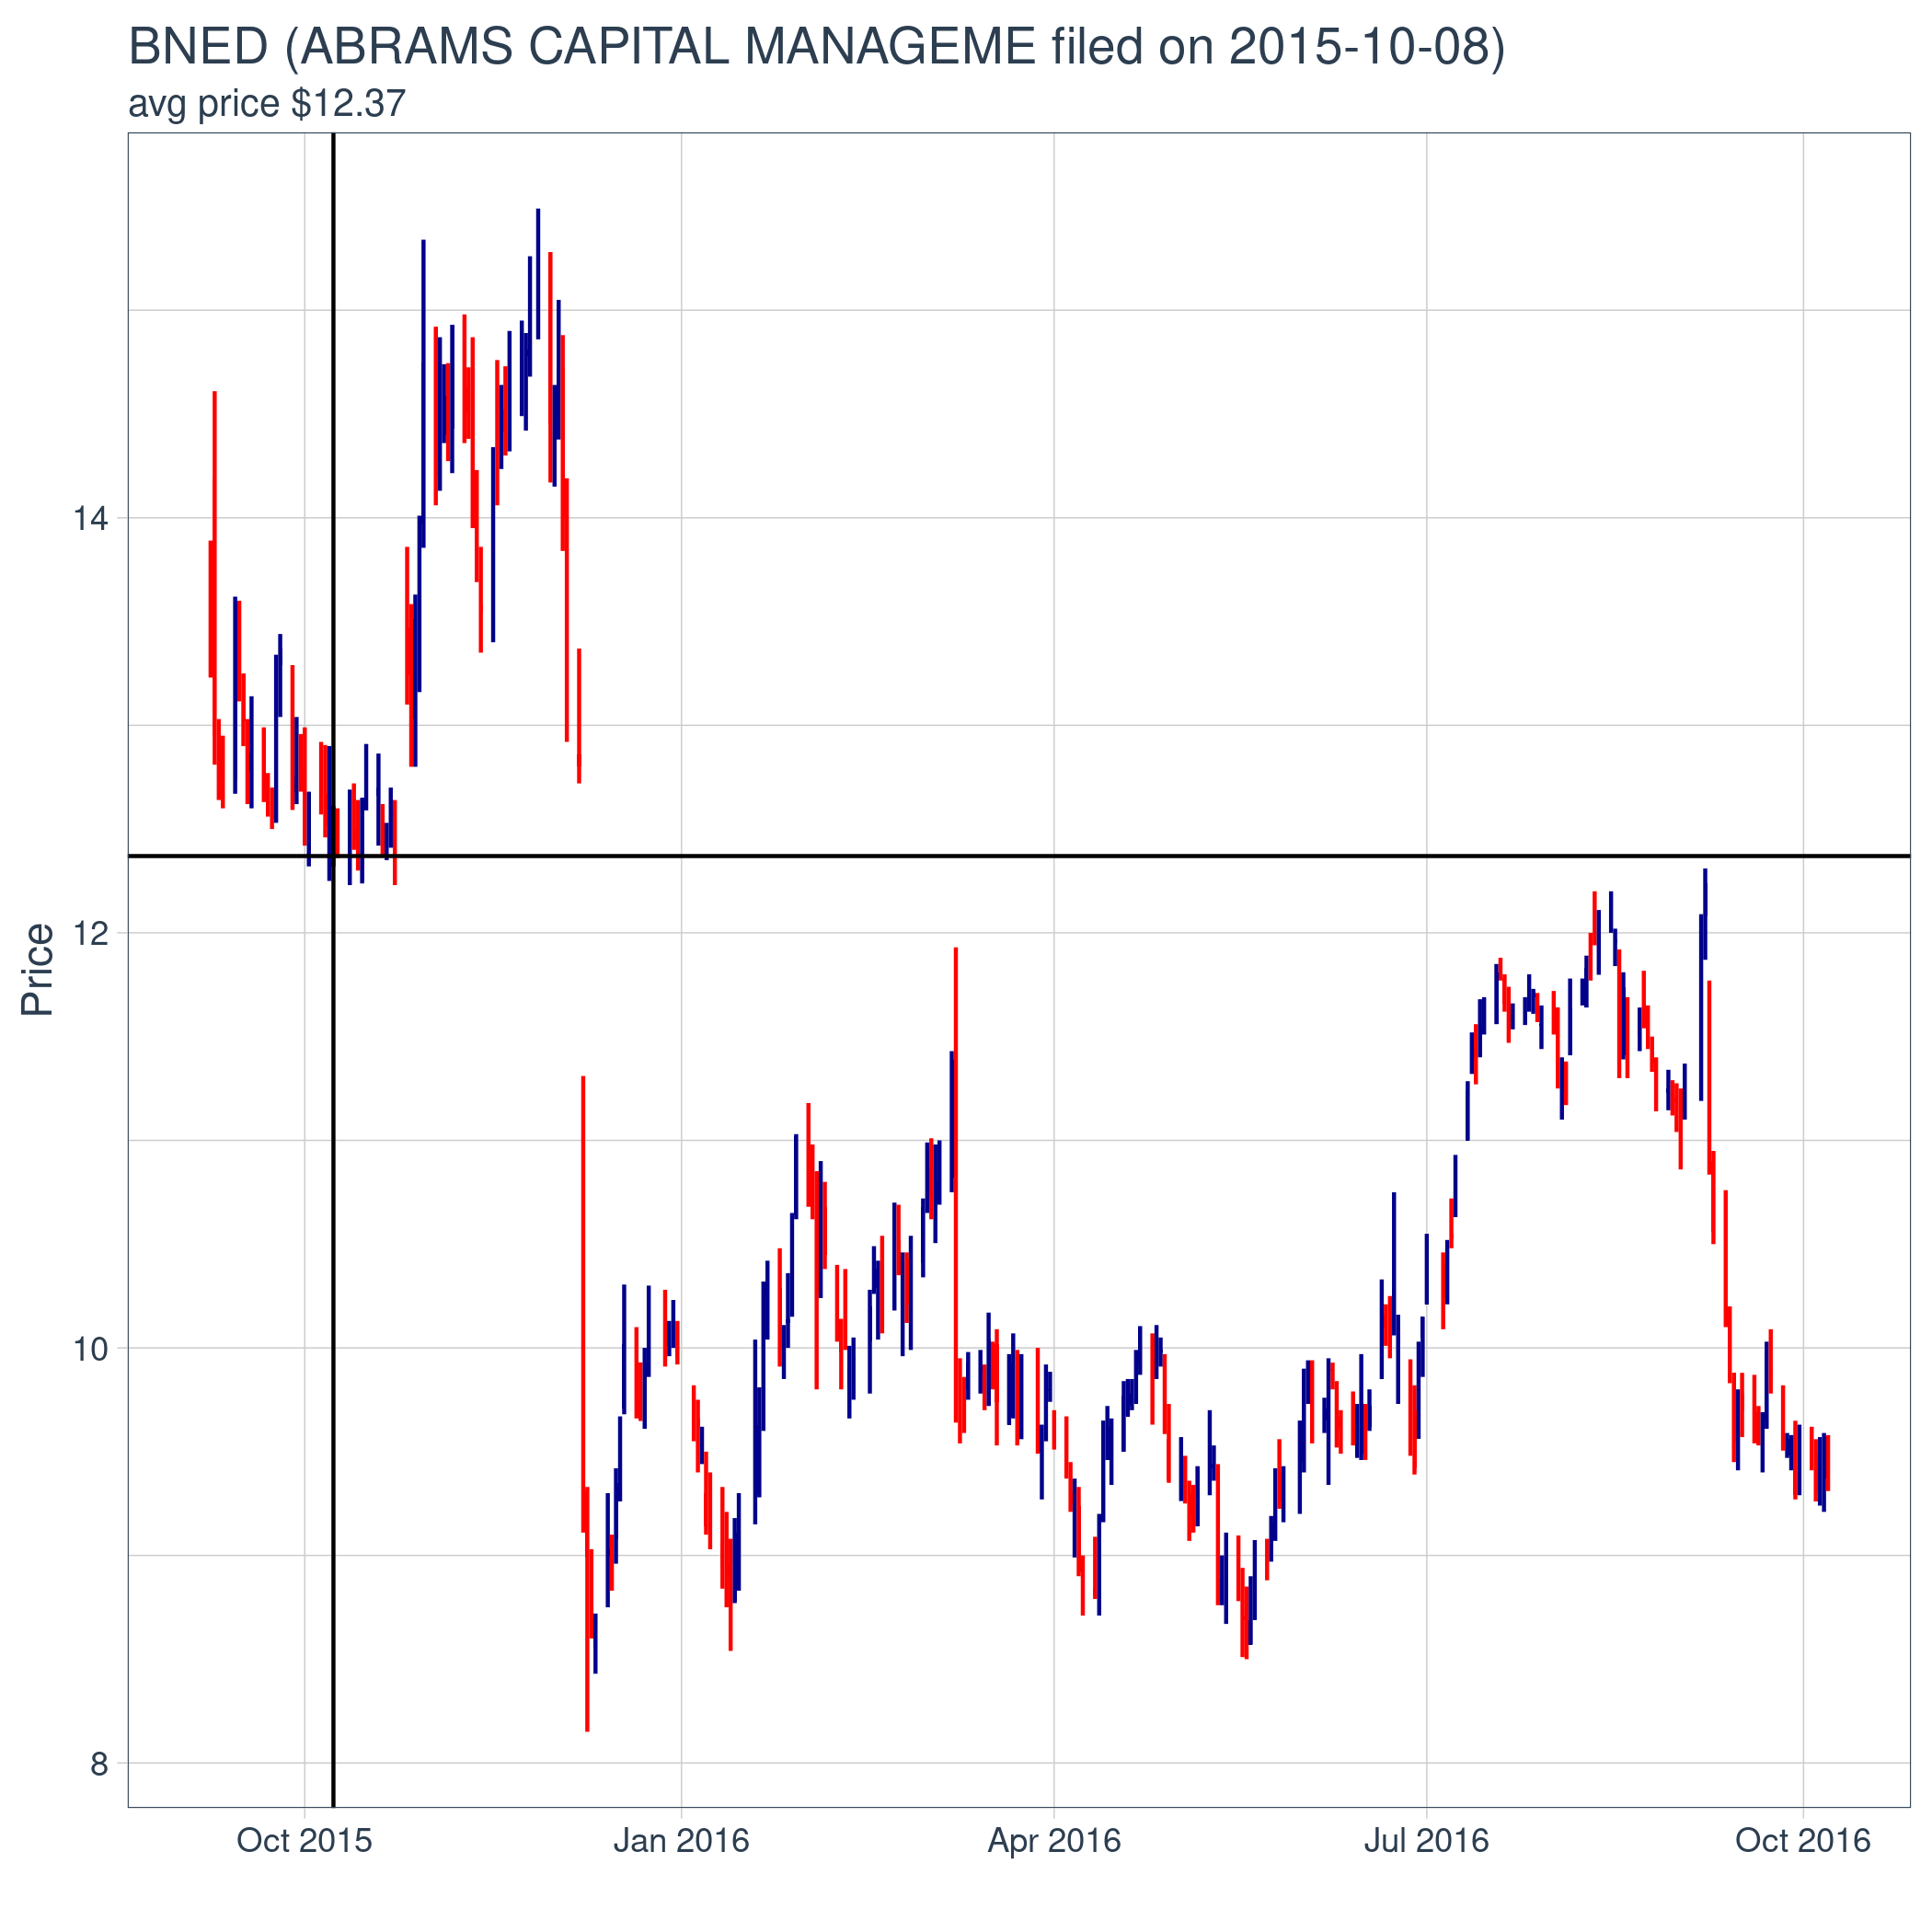 BNED (ABRAMS CAPITAL MANAGEME filed on 2015-10-08)
avg price $12.37
Price
14
12
10
8
Oct 2015
Jan 2016
Apr 2016
Jul 2016
Oct 2016